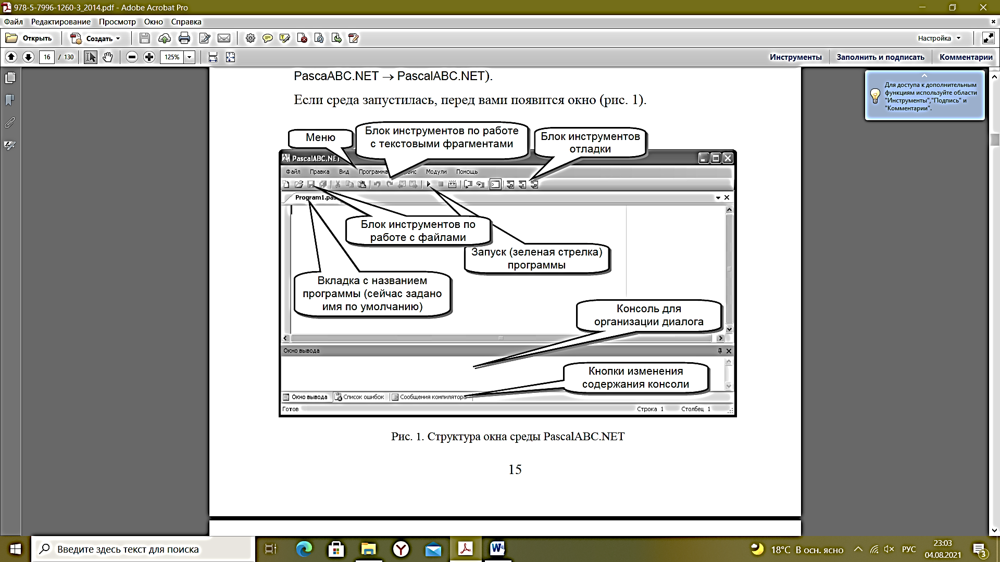 978-5-7996-1260-3_2014.pdf - Adobe Acrobat Pro
Файл Редактирование Просмотр Окно Справка
Открыть Создать Настройка
16 / 130 125% Инструменты Заполнить и подписать Комментарии
Для доступа к дополнительным
функциям используйте области
"Инструменты","Подпись" и
"Комментарии".
PascaABC.NET → PascalABC.NET).
Если среда запустилась, перед вами появится окно (рис. 1).
Меню
Блок инструментов по работе
с текстовыми фрагментами
Блок инструментов
отладки
PascalABC.NET
Файл Правка Вид Программа Модули Помощь
Program1.pas
Блок инструментов по
работе с файлами
Запуск (зеленая стрелка)
программы
Вкладка с названием
программы (сейчас задано
имя по умолчанию)
Консоль для
организации диалога
Окно вывода
Кнопки изменения
содержания консоли
Окно вывода Список ошибок Сообщения компилятора
Готов Строка 1 Столбец 1
Рис. 1. Структура окна среды PascalABC.NET
15
Введите здесь текст для поиска
18°C В осн. ясно РУС
23:03
04.08.2021
3